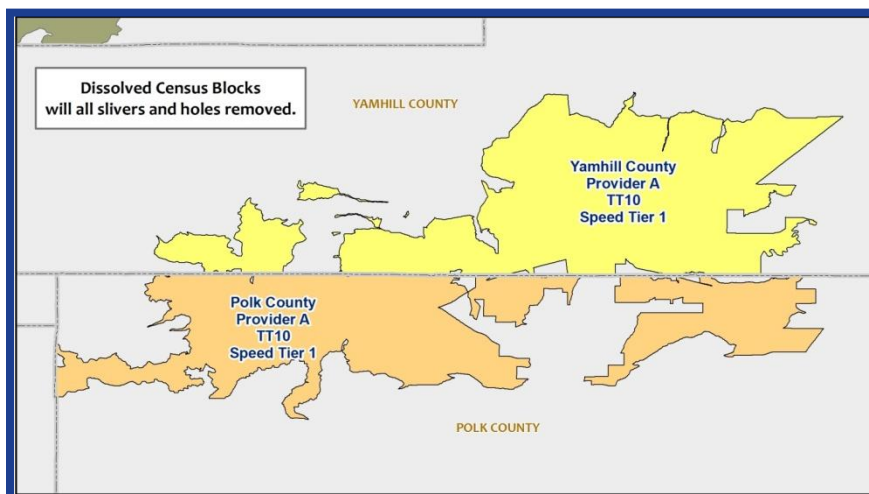 Dissolved Census Blocks
will all slivers and holes removed.
YAMHILL COUNTY
Yamhill County
Provider A
TT10
Speed Tier 1
Polk County
Provider A
TT10
Speed Tier 1
POLK COUNTY